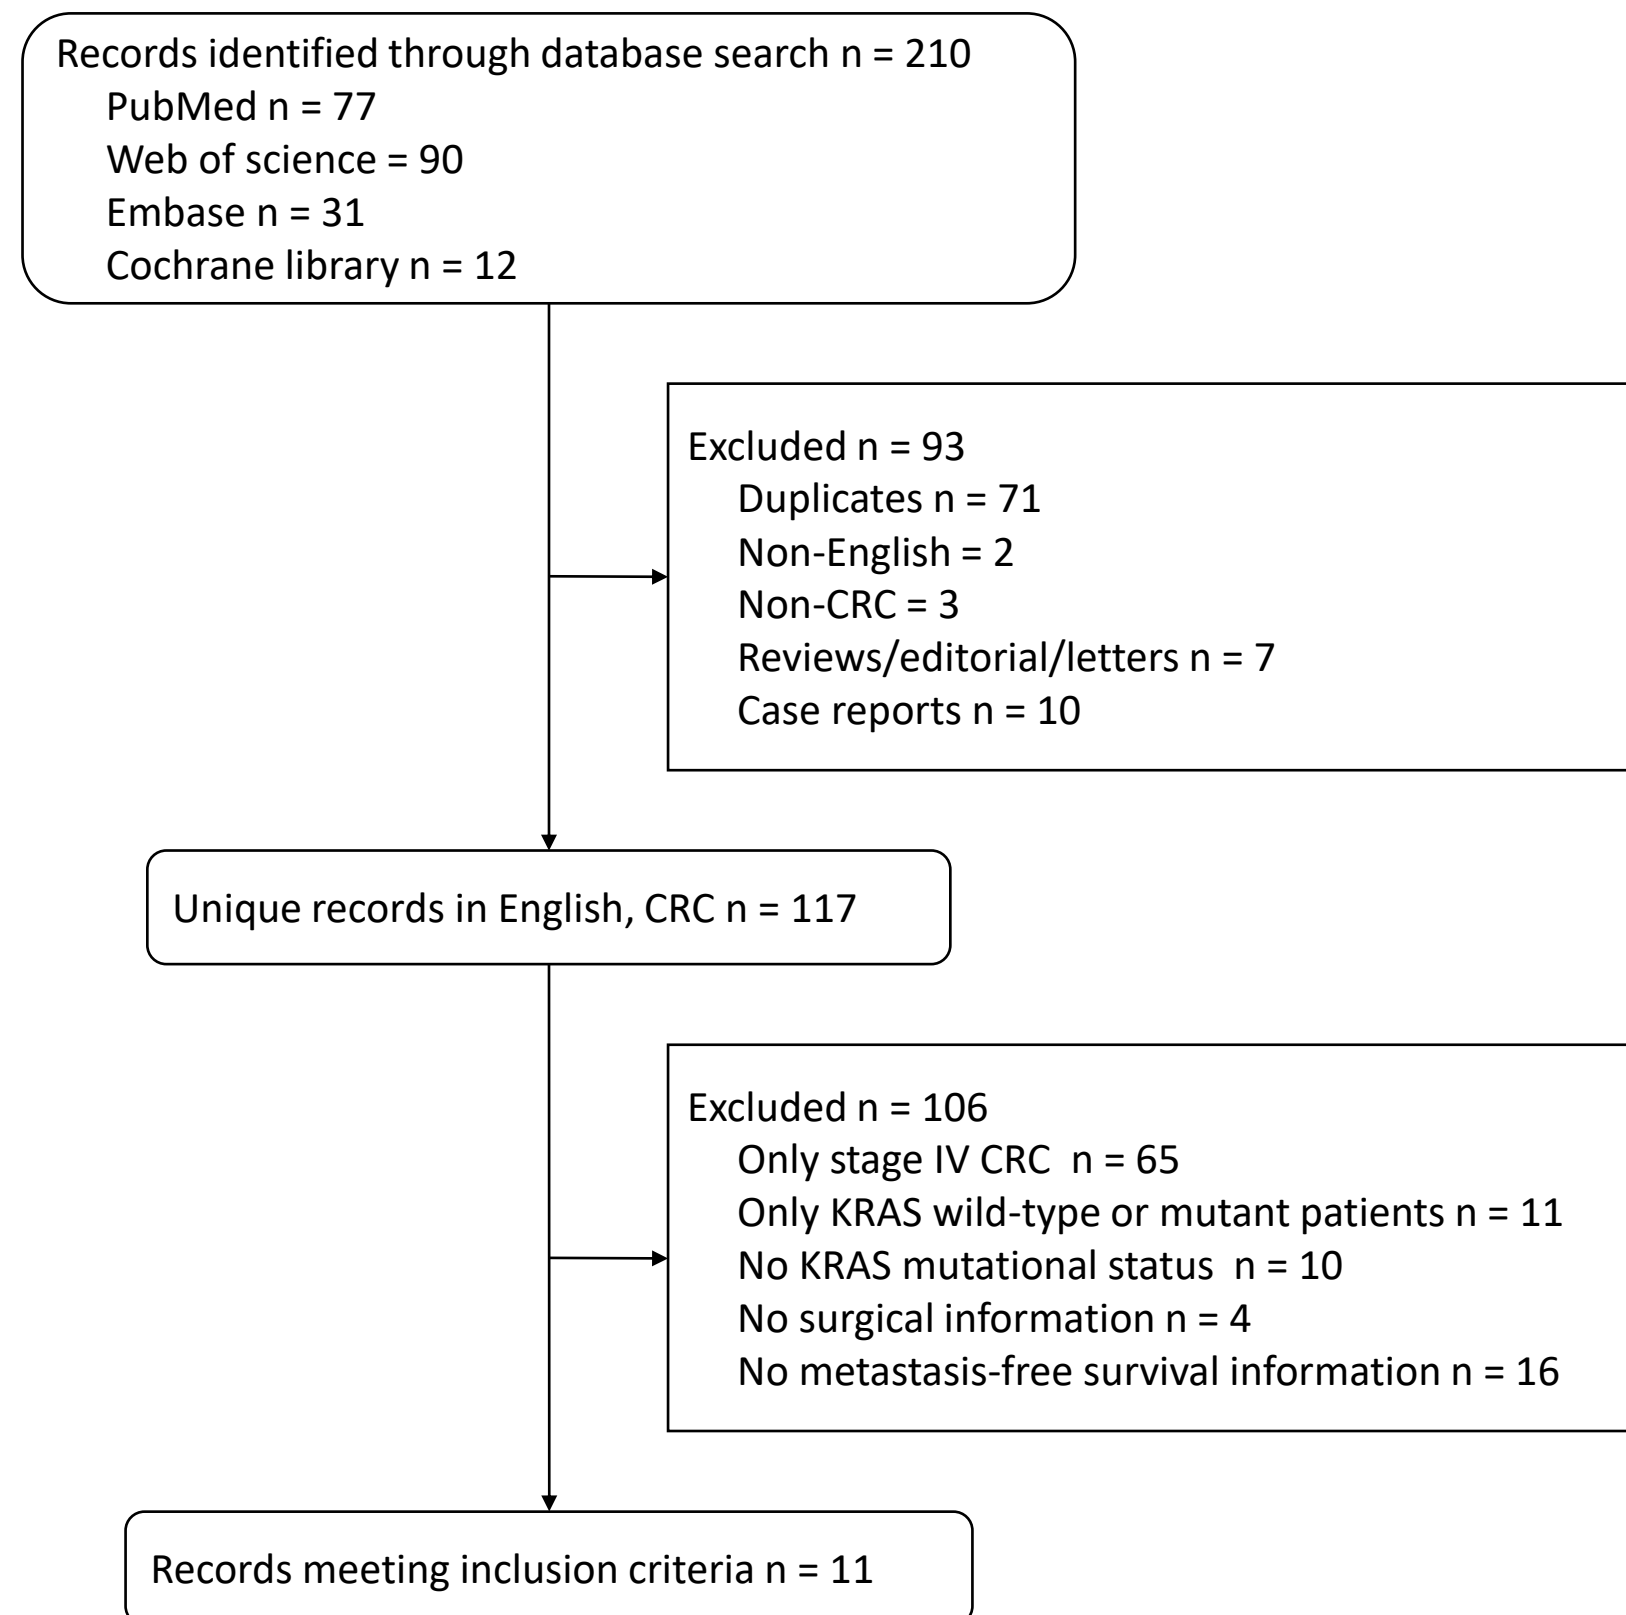 Records identified through database search n = 210
PubMed n = 77
Web of science = 90
Embase n = 31
Cochrane library n = 12
Excluded n = 93
Duplicates n = 71
Non-English = 2
Non-CRC = 3
Reviews/editorial/letters n = 7
Case reports n = 10
Unique records in English, CRC n = 117
Excluded n = 106
Only stage IV CRC  n = 65
Only KRAS wild-type or mutant patients n = 11
No KRAS mutational status  n = 10
No surgical information n = 4
No metastasis-free survival information n = 16
Records meeting inclusion criteria n = 11